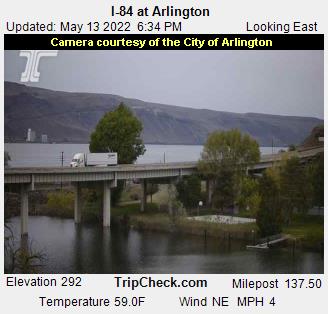 I-84 at Arlington
Updated: May 13 2022 6:34 PM Looking East
Camera courtesy of the City of Arlington
Elevation 292 TripCheck.com Milepost 137.50
Temperature 59.0F Wind NE MPH 4